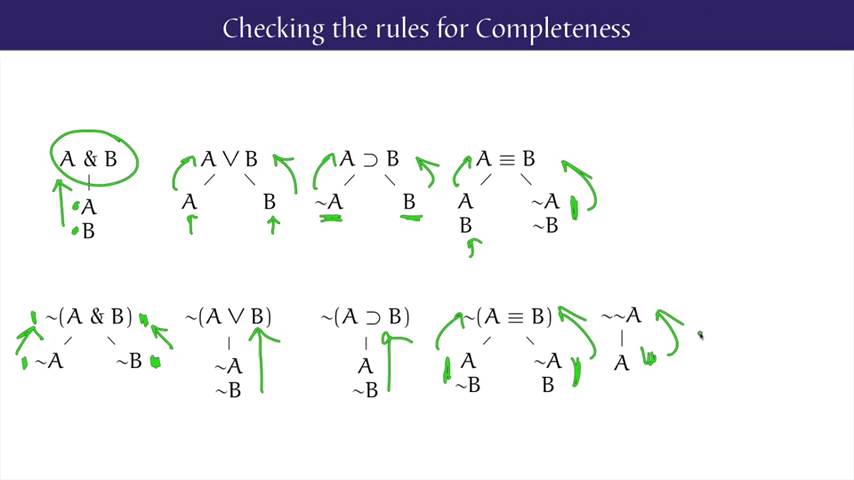 Checking the rules for Completeness
A & B A ∨ B A ⊃ B A ≡ B
A A B ~A B A ~A
B B ~B
~(A & B) ~(A ∨ B) ~(A ⊃ B) ~(A ≡ B) ~~A
~A ~B ~A A A ~A A
~B ~B ~B B